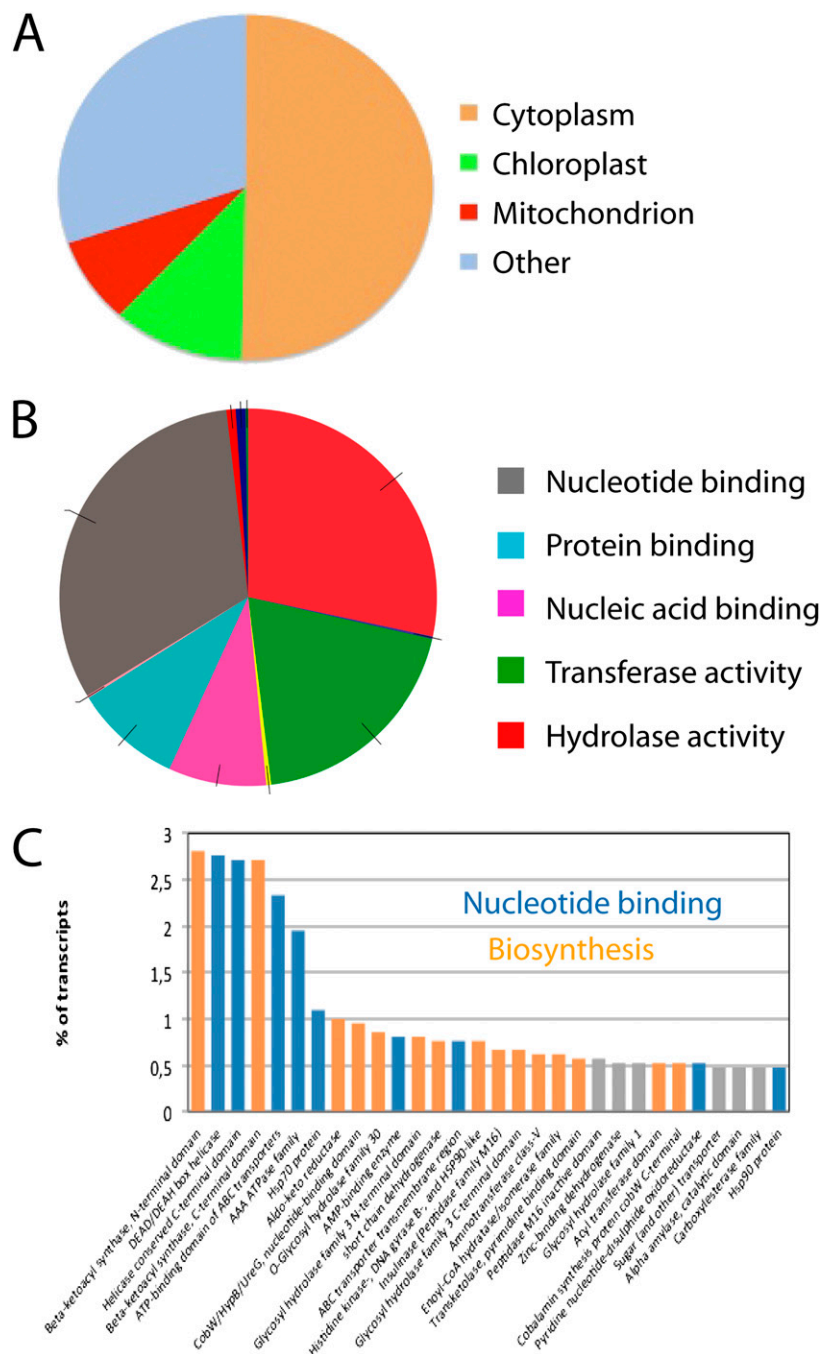 A
Cytoplasm
Chloroplast
Mitochondrion
Other
B
Nucleotide binding
Protein binding
Nucleic acid binding
Transferase activity
Hydrolase activity
C
% of transcripts
3
2,5
2
1,5
1
0,5
0
Nucleotide binding
Biosynthesis
Beta-ketoacyl synthase, N-terminal domain
DEAD/DEAH box helicase
Helicase conserved C-terminal domain
Beta-ketoacyl synthase, C-terminal domain
ATP-binding domain of ABC transporters
AAA ATPase family
Hsp70 protein
Aldo-keto reductase
CobW/HypB/UreG, nucleotide-binding domain
O-Glycosyl hydrolase family 30
AMP-binding enzyme
Glycosyl hydrolase family 3 N-terminal domain
short chain dehydrogenase
ABC transporter transmembrane region
Histidine kinase-, DNA gyrase B-, and HSP90-like
Insulinase (Peptidase family M16)
Glycosyl hydrolase family 3 C-terminal domain
Aminotransferase class-V
Enoyl-CoA hydratase/isomerase family
Transketolase, pyrimidine binding domain
Peptidase M16 inactive domain
Zinc-binding dehydrogenase
Glycosyl hydrolase family 1
Acyl transferase domain
Cobalamin synthesis protein cobW C-terminal
Pyridine nucleotide-disulphide oxidoreductase
Sugar (and other) transporter
Alpha amylase, catalytic domain
Carboxylesterase family
Hsp90 protein